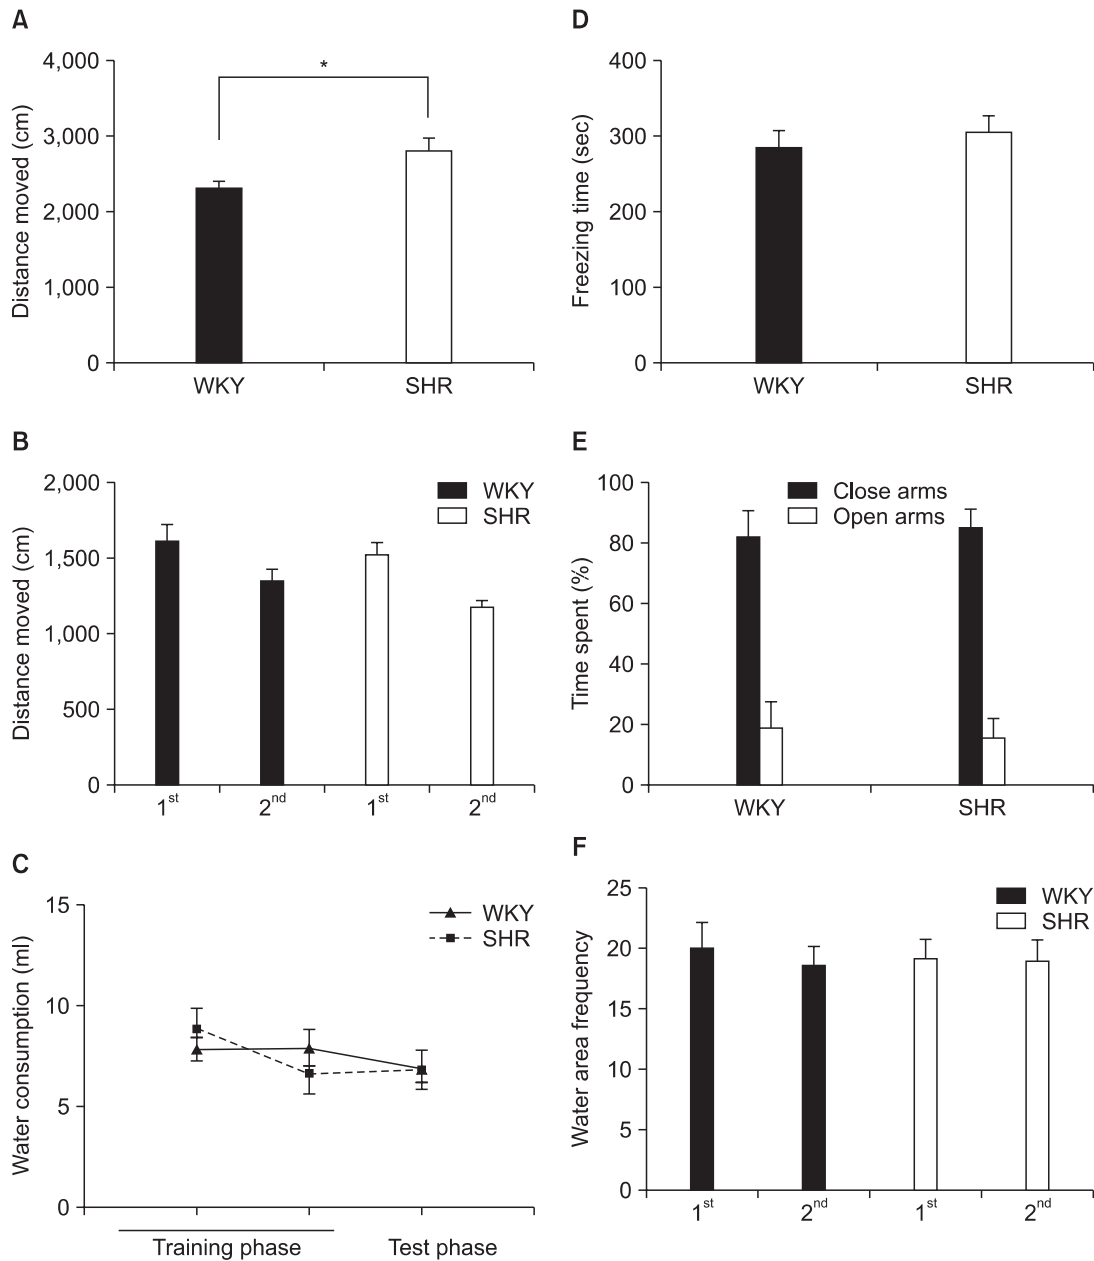 A
4,000
3,000
2,000
1,000
0
Distance moved (cm)
*
WKY SHR
D
400
300
200
100
0
Freezing time (sec)
WKY SHR
B
2,000
1,500
1,000
500
0
Distance moved (cm)
WKY
SHR
1st 2nd 1st 2nd
E
100
80
60
40
20
0
Time spent (%)
Close arms
Open arms
WKY SHR
C
15
10
5
0
Water consumption (ml)
WKY
SHR
Training phase Test phase
F
25
20
15
10
5
0
Water area frequency
WKY
SHR
1st 2nd 1st 2nd